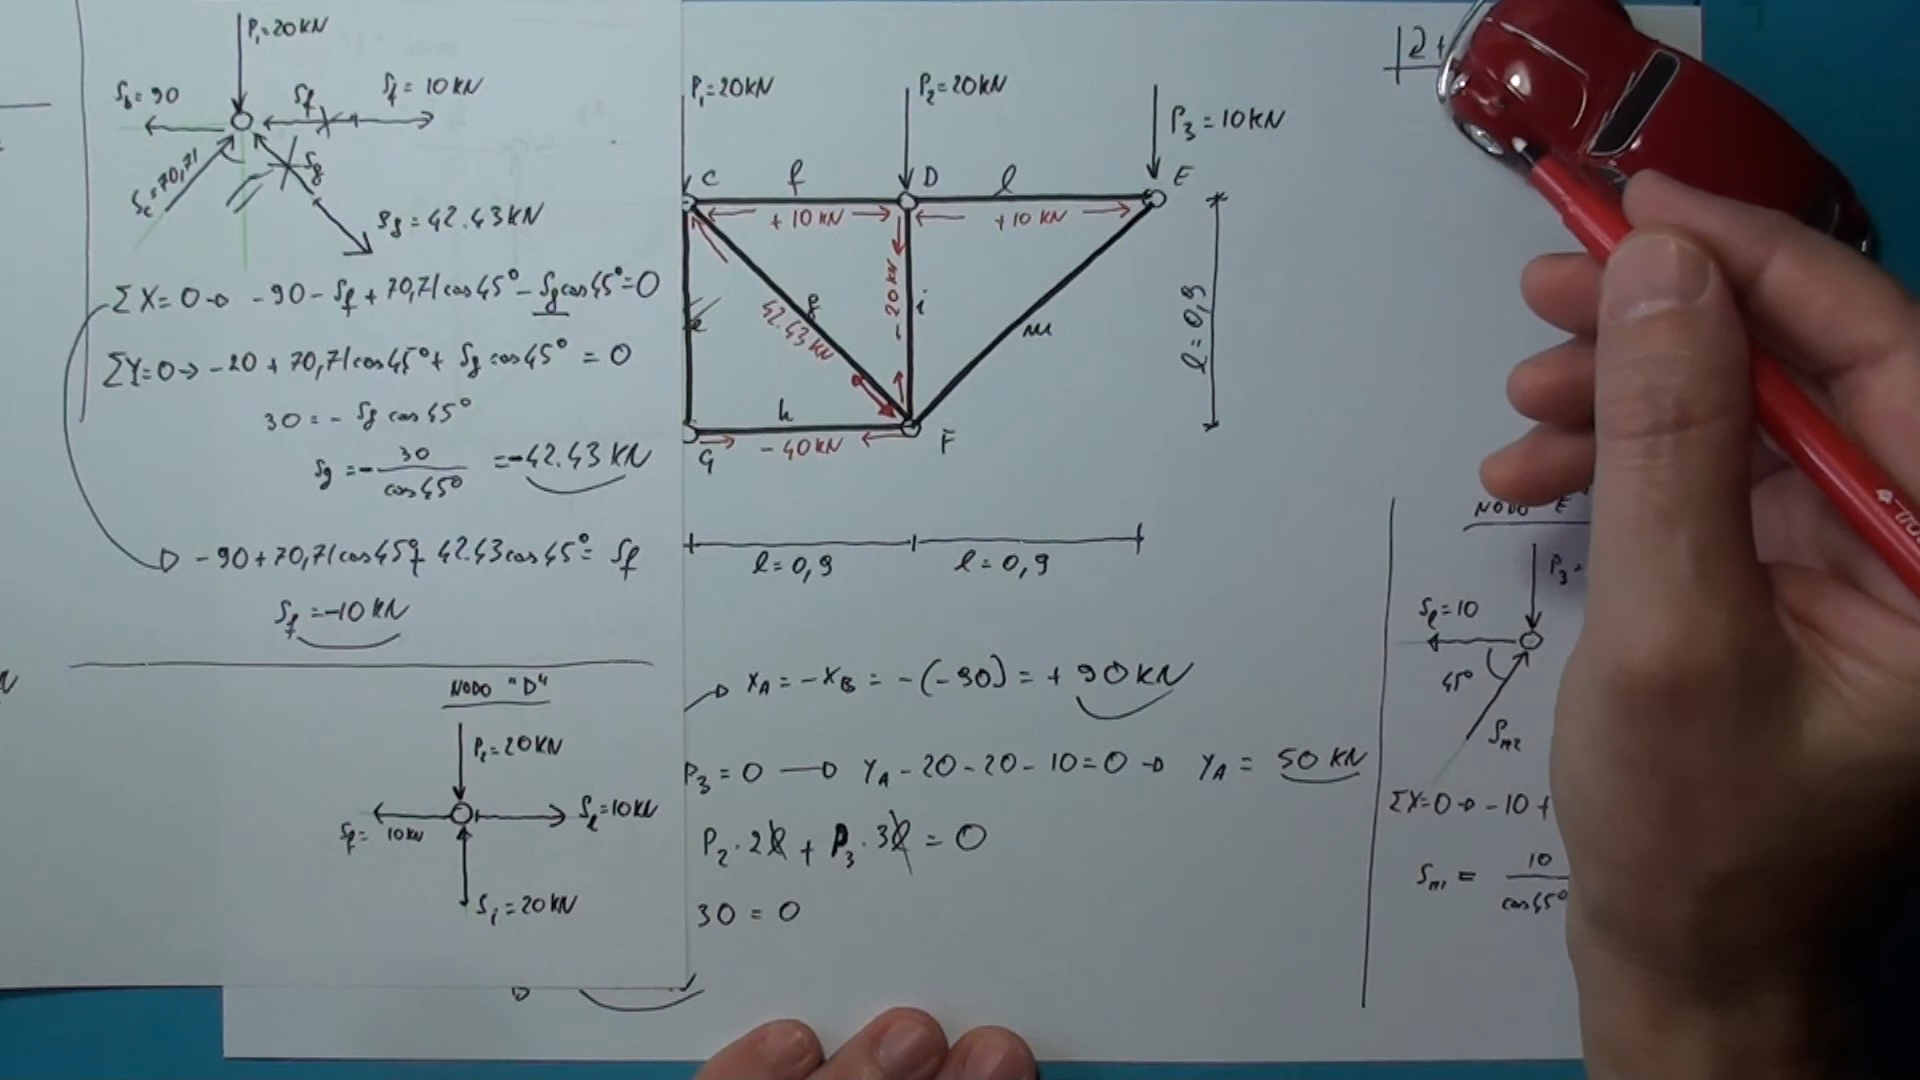 P₁=20KN
S_b=90
S_f
S_f=10KN
S_c=70,71
S_g
S_g=42.43KN
ΣX=0→ -90-S_f+70,71cos45°-S_g cos45°=0
ΣY=0→ -20+70,71cos45°+S_g cos45°=0
30=-S_g cos45°
S_g=-30/cos45°=-42.43KN
→ -90+70,71cos45°+42.43cos45°=S_f
S_f=-10KN
NODO "D"
P₂=20KN
S_f=10KN
S_l=10KN
S_i=20KN
P₁=20KN
P₂=20KN
P₃=10KN
C f D l E
+10KN
+10KN
e
g
42.43KN
-20KN
i
m
l=0,9
h
-40KN
G
F
l=0,9
l=0,9
→ X_A=-X_B=-(-90)=+90KN
P₃=0→ Y_A-20-20-10=0→ Y_A=50KN
P₂·2l+P₃·3l=0
30=0
NODO "E
P₃=
S_l=10
45°
ΣX=0→ -10+
=10/cos45°